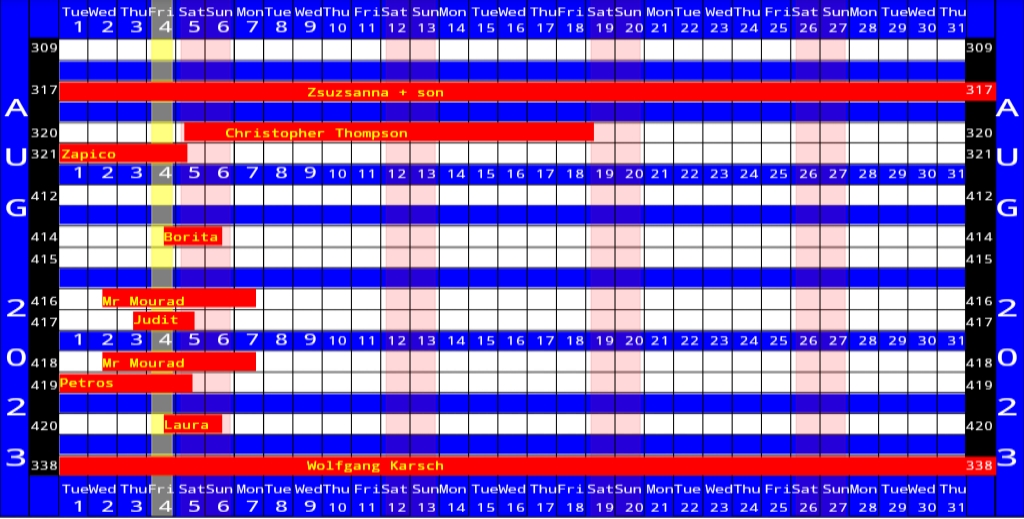 Tue Wed Thu Fri Sat Sun Mon Tue Wed Thu Fri Sat Sun Mon Tue Wed Thu Fri Sat Sun Mon Tue Wed Thu Fri Sat Sun Mon Tue Wed Thu
1 2 3 4 5 6 7 8 9 10 11 12 13 14 15 16 17 18 19 20 21 22 23 24 25 26 27 28 29 30 31
309 309
317 Zsuzsanna + son 317
320 Christopher Thompson 320
321 Zapico 321
1 2 3 4 5 6 7 8 9 10 11 12 13 14 15 16 17 18 19 20 21 22 23 24 25 26 27 28 29 30 31
412 412
414 Borita 414
415 415
416 Mr Mourad 416
417 Judit 417
1 2 3 4 5 6 7 8 9 10 11 12 13 14 15 16 17 18 19 20 21 22 23 24 25 26 27 28 29 30 31
418 Mr Mourad 418
419 Petros 419
420 Laura 420
338 Wolfgang Karsch 338
Tue Wed Thu Fri Sat Sun Mon Tue Wed Thu Fri Sat Sun Mon Tue Wed Thu Fri Sat Sun Mon Tue Wed Thu Fri Sat Sun Mon Tue Wed Thu
1 2 3 4 5 6 7 8 9 10 11 12 13 14 15 16 17 18 19 20 21 22 23 24 25 26 27 28 29 30 31
AUG 2023
AUG 2023